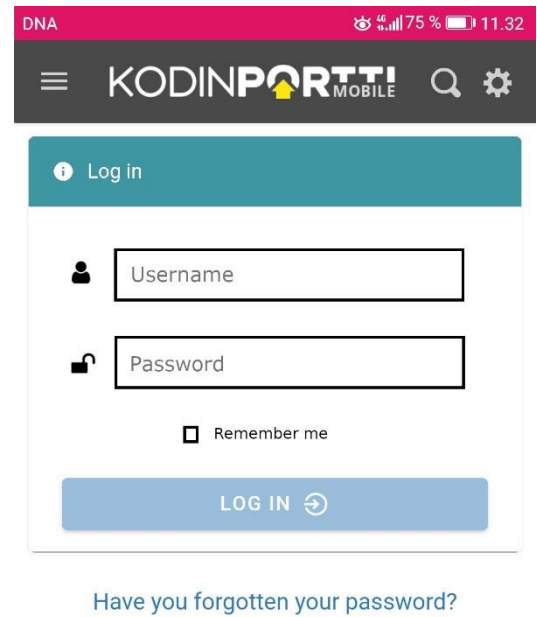 DNA 4G 75 % 11.32
KODINPORTTI
MOBILE
Log in
Username
Password
Remember me
LOG IN
Have you forgotten your password?